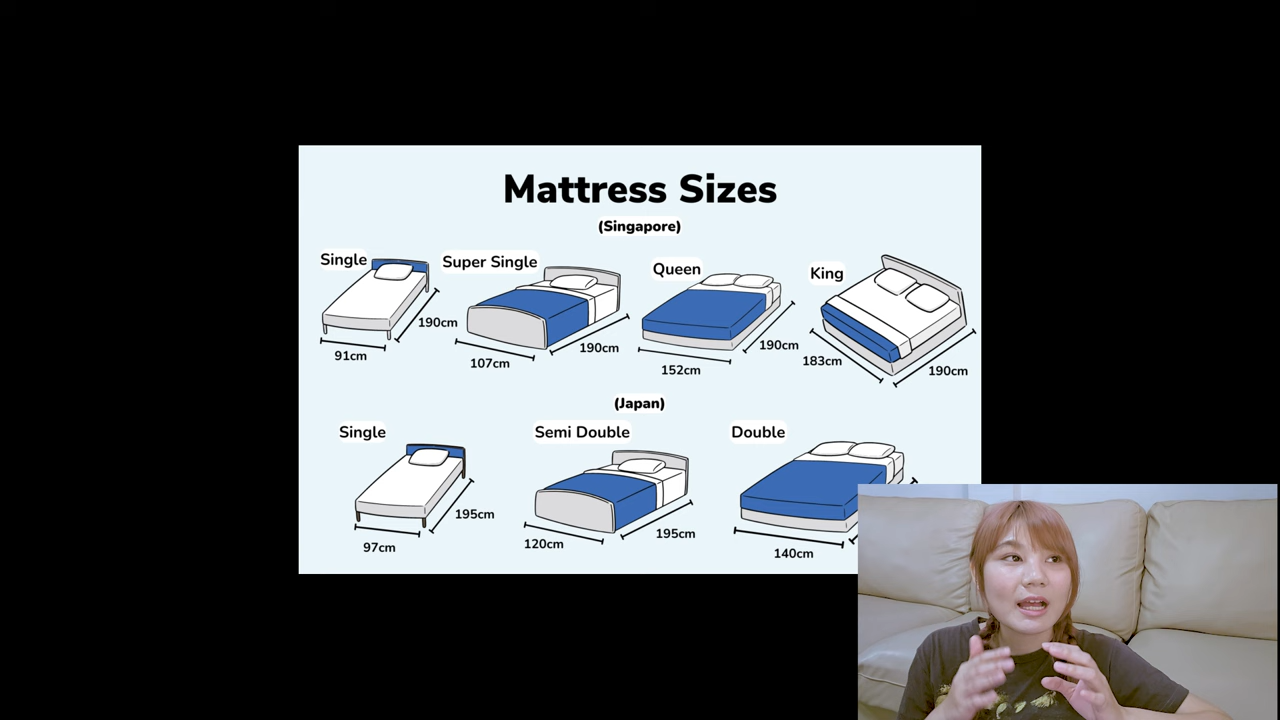 Mattress Sizes
(Singapore)
Single
Super Single
Queen
King
190cm
91cm
190cm
107cm
190cm
152cm
183cm
190cm
(Japan)
Single
Semi Double
Double
195cm
97cm
195cm
120cm
140cm